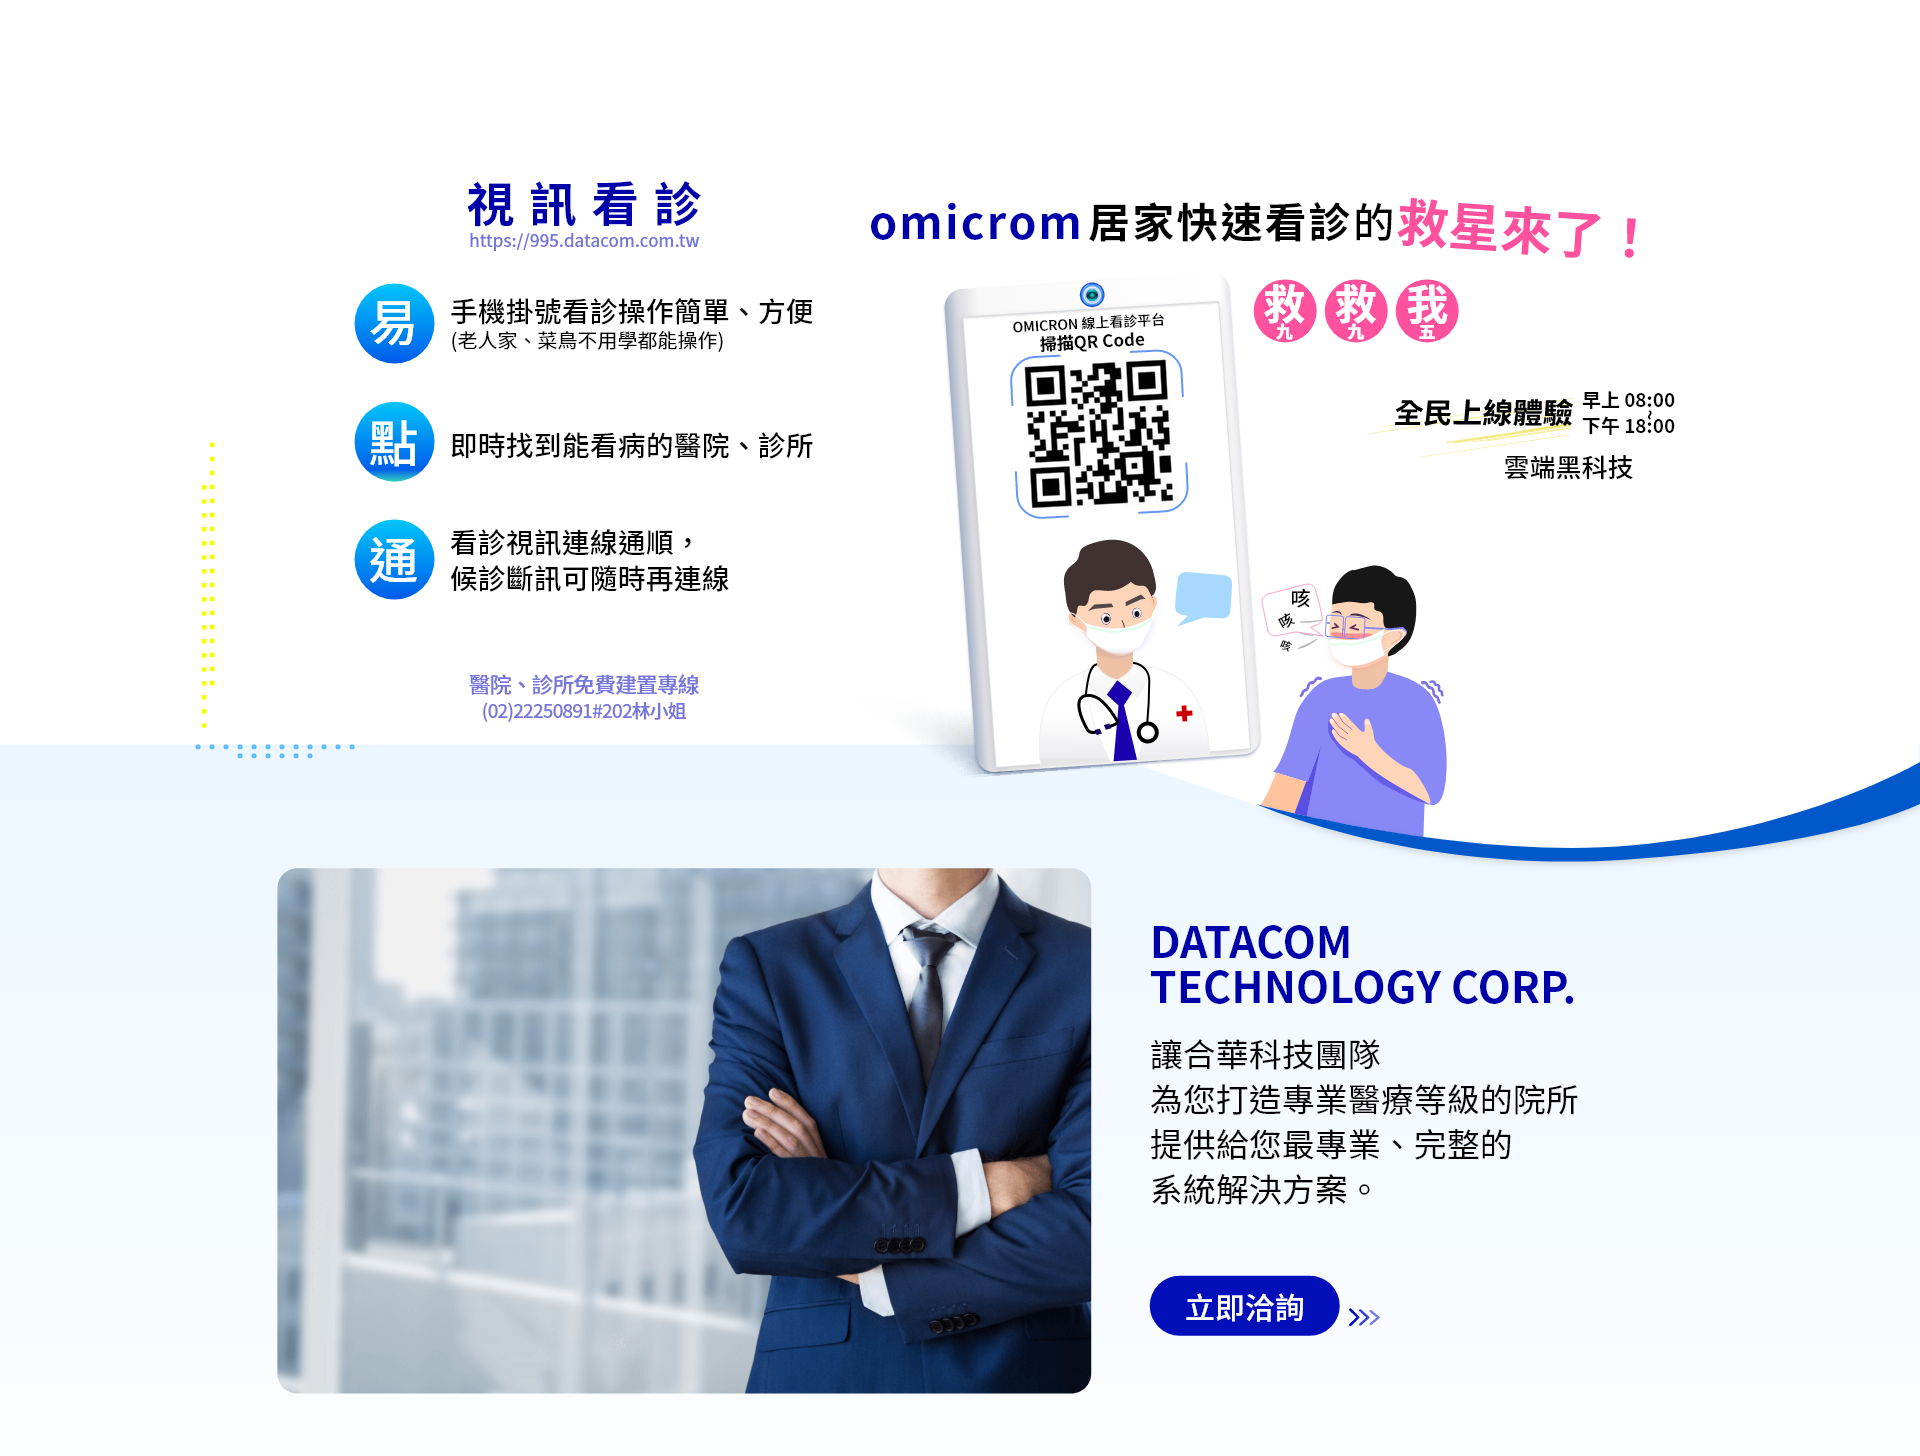 視訊看診
https://995.datacom.com.tw
易
手機掛號看診操作簡單、方便
(老人家、菜鳥不用學都能操作)
點
即時找到能看病的醫院、診所
通
看診視訊連線通順，
候診斷訊可隨時再連線
醫院、診所免費建置專線
(02)22250891#202林小姐
omicrom居家快速看診的救星來了！
救九 救九 我五
OMICRON 線上看診平台
掃描QR Code
全民上線體驗
早上 08:00
~
下午 18:00
雲端黑科技
咳
咳
咳
DATACOM
TECHNOLOGY CORP.
讓合華科技團隊
為您打造專業醫療等級的院所
提供給您最專業、完整的
系統解決方案。
立即洽詢